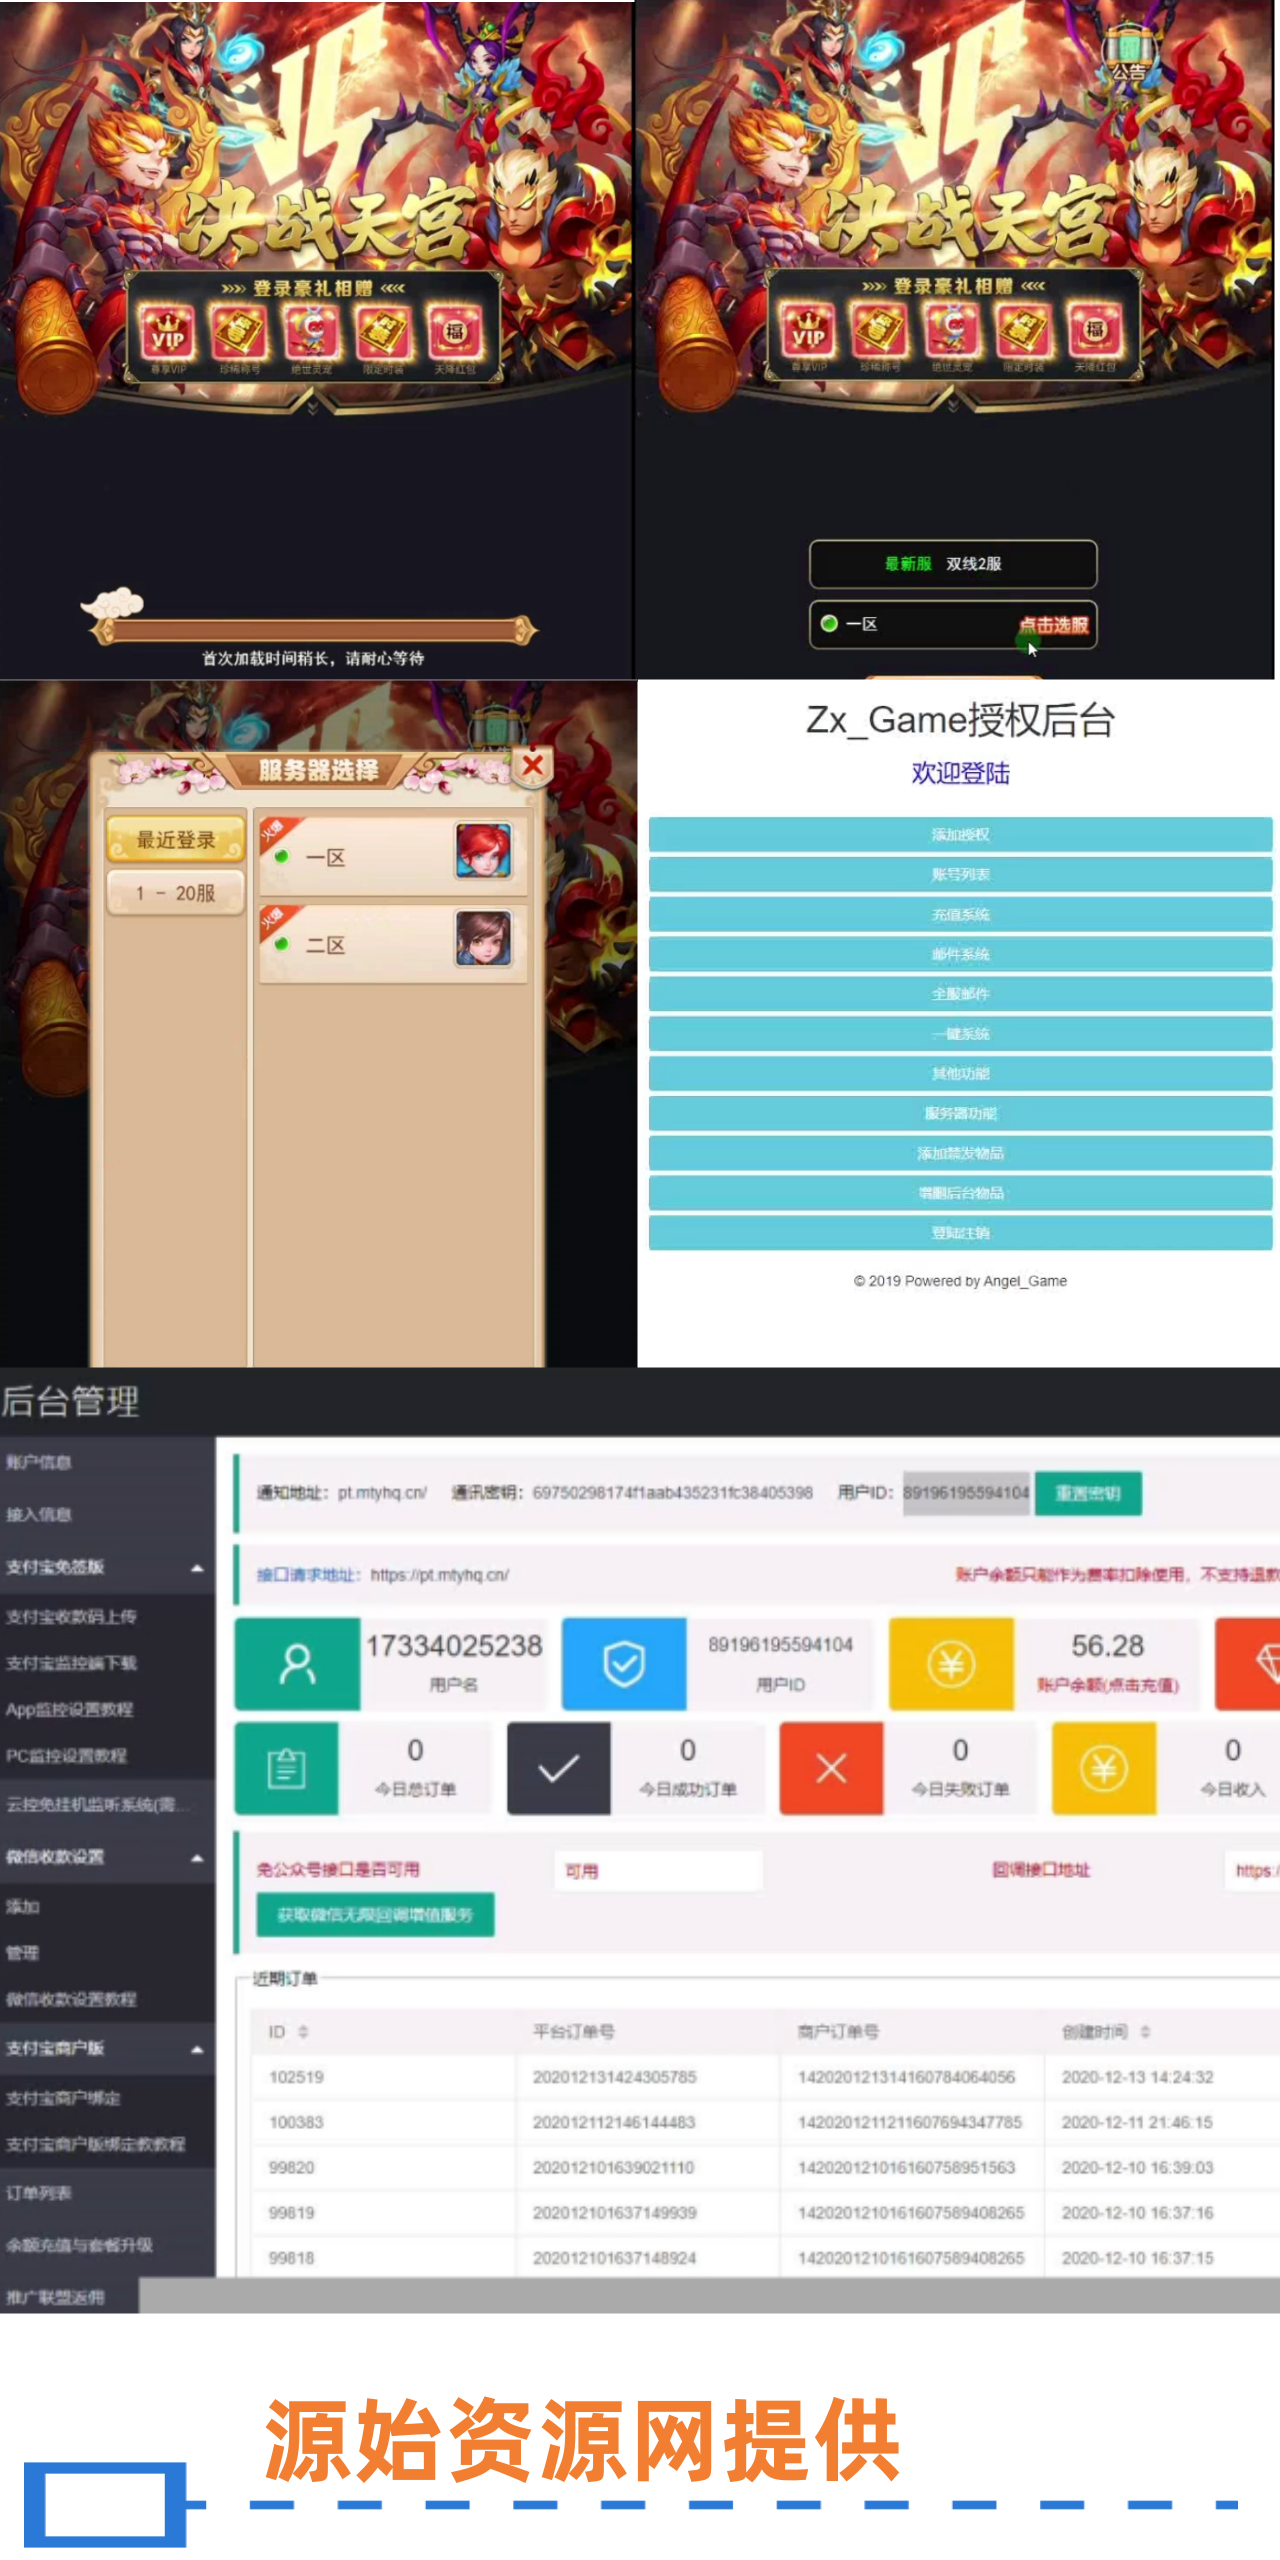 VS
决战天宫
登录豪礼相赠
VIP
福
尊享VIP 珍稀称号 绝世灵宠 限定时装 天降红包
首次加载时间稍长，请耐心等待
VS
公告
决战天宫
登录豪礼相赠
VIP
福
尊享VIP 珍稀称号 绝世灵宠 限定时装 天降红包
最新服 双线2服
一区 点击选服
服务器选择
最近登录
1 - 20服
火爆
一区
火爆
二区
Zx_Game授权后台
欢迎登陆
添加授权
账号列表
充值系统
邮件系统
全服邮件
一键系统
其他功能
服务器功能
添加禁发物品
增删后台物品
登陆注销
© 2019 Powered by Angel_Game
后台管理
账户信息
接入信息
支付宝免签版
支付宝收款码上传
支付宝监控端下载
App监控设置教程
PC监控设置教程
云控免挂机监听系统(需...
微信收款设置
添加
管理
微信收款设置教程
支付宝商户版
支付宝商户绑定
支付宝商户版绑定教教程
订单列表
余额充值与套餐升级
推广联盟返佣
通知地址：pt.mtyhq.cn/ 通讯密钥：69750298174f1aab435231fc38405398 用户ID：89196195594104 重置密钥
接口请求地址：https://pt.mtyhq.cn/ 账户余额只能作为费率扣除使用，不支持退款
17334025238
用户名
89196195594104
用户ID
56.28
账户余额(点击充值)
0
今日总订单
0
今日成功订单
0
今日失败订单
0
今日收入
免公众号接口是否可用 可用 回调接口地址 https:/
获取微信无限回调增值服务
近期订单
ID 平台订单号 商户订单号 创建时间
102519 202012131424305785 1420201213141607840640​56 2020-12-13 14:24:32
100383 202012112146144483 1420201211211607694347785 2020-12-11 21:46:15
99820 202012101639021110 142020121016160758951563 2020-12-10 16:39:03
99819 202012101637149939 1420201210161607589408265 2020-12-10 16:37:16
99818 202012101637148924 1420201210161607589408265 2020-12-10 16:37:15
源始资源网提供